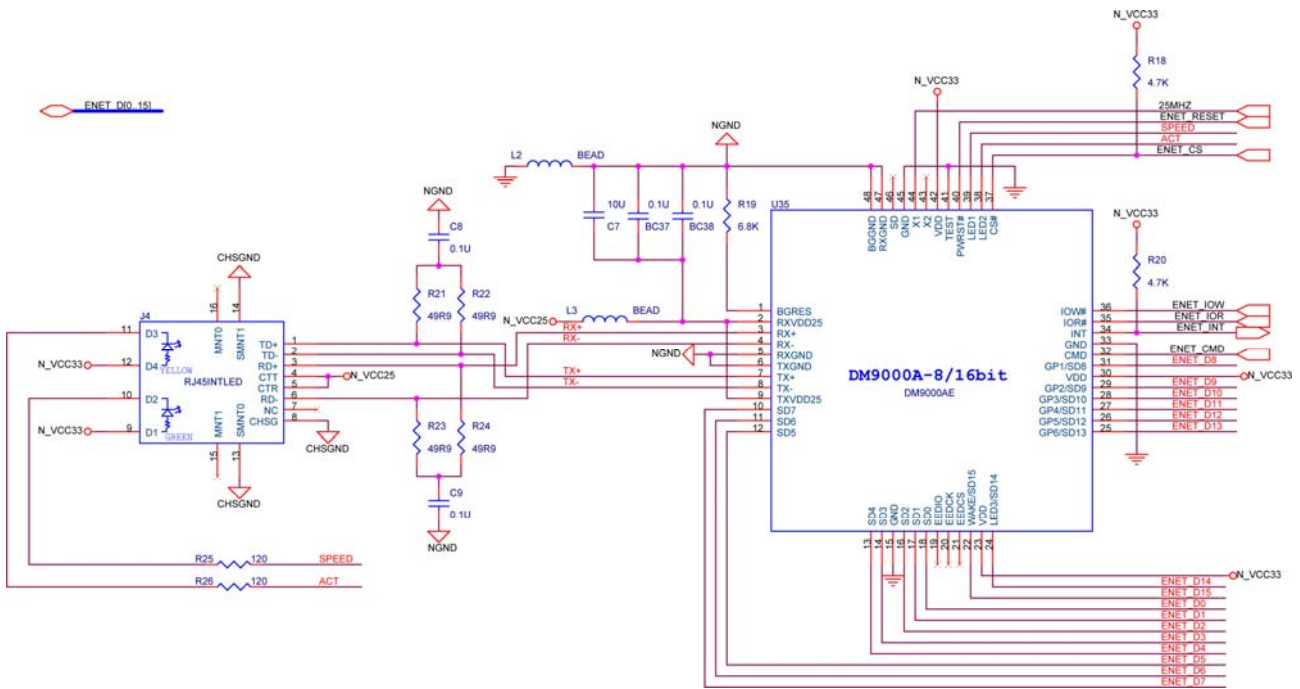 N_VCC33
R18
4.7K
N_VCC33
ENET_D[0..15]
25MHZ
ENET_RESET
SPEED
ACT
ENET_CS
NGND
L2
BEAD
NGND
C8
0.1U
10U
C7
0.1U
BC37
0.1U
BC38
R19
6.8K
U35
48
47
46
45
44
43
42
41
40
39
38
37
BGGND
RXGND
SD
GND
X1
X2
VDD
TEST
PWRST#
LED1
LED2
CS#
N_VCC33
R20
4.7K
CHSGND
R21
49R9
R22
49R9
L3
BEAD
N_VCC25
RX+
RX-
NGND
TX+
TX-
1 BGRES
2 RXVDD25
3 RX+
4 RX-
5 RXGND
6 TXGND
7 TX+
8 TX-
9 TXVDD25
10 SD7
11 SD6
12 SD5
DM9000A-8/16bit
DM9000AE
IOW# 36 ENET_IOW
IOR# 35 ENET_IOR
INT 34 ENET_INT
GND 33
CMD 32 ENET_CMD
GP1/SD8 31 ENET_D8
VDD 30 N_VCC33
GP2/SD9 29 ENET_D9
GP3/SD10 28 ENET_D10
GP4/SD11 27 ENET_D11
GP5/SD12 26 ENET_D12
GP6/SD13 25 ENET_D13
J4
16
14
MNT0
SMNT1
11 D3
N_VCC33 12 D4
YELLOW
10 D2
N_VCC33 9 D1
GREEN
RJ45INTLED
TD+ 1
TD- 2
RD+ 3
CTT 4
CTR 5
RD- 6
NC 7
CHSG 8
N_VCC25
CHSGND
MNT1
SMNT0
15
13
CHSGND
R23
49R9
R24
49R9
C9
0.1U
NGND
R25 120 SPEED
R26 120 ACT
SD4
SD3
GND
SD2
SD1
SD0
EEDIO
EEDCK
EEDCS
WAKE/SD15
VDD
LED3/SD14
13
14
15
16
17
18
19
20
21
22
23
24
N_VCC33
ENET_D14
ENET_D15
ENET_D0
ENET_D1
ENET_D2
ENET_D3
ENET_D4
ENET_D5
ENET_D6
ENET_D7